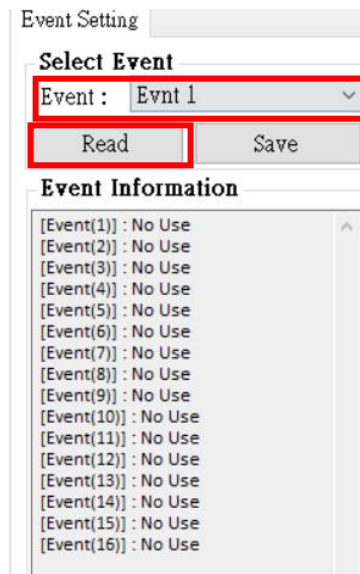 Event Setting
Select Event
Event : Evnt 1
Read Save
Event Information
[Event(1)] : No Use
[Event(2)] : No Use
[Event(3)] : No Use
[Event(4)] : No Use
[Event(5)] : No Use
[Event(6)] : No Use
[Event(7)] : No Use
[Event(8)] : No Use
[Event(9)] : No Use
[Event(10)] : No Use
[Event(11)] : No Use
[Event(12)] : No Use
[Event(13)] : No Use
[Event(14)] : No Use
[Event(15)] : No Use
[Event(16)] : No Use